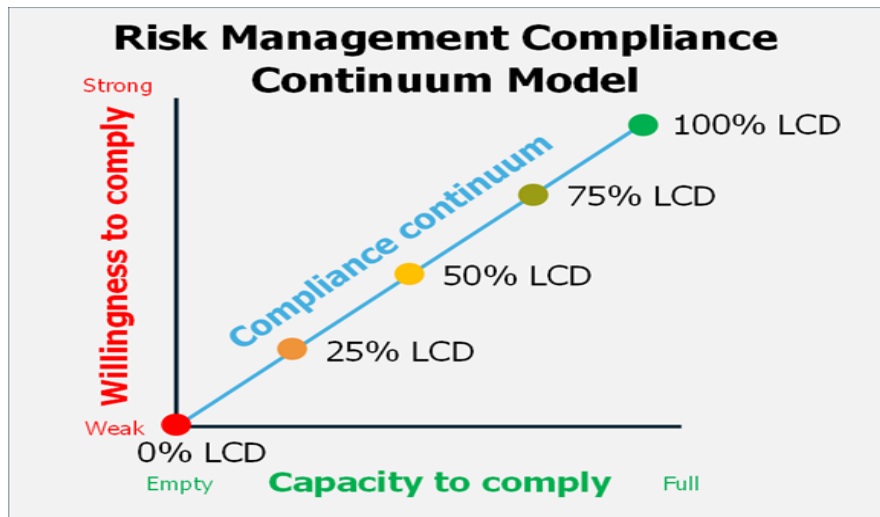 Risk Management Compliance
Continuum Model
Strong
Willingness to comply
Compliance continuum
100% LCD
75% LCD
50% LCD
25% LCD
Weak
0% LCD
Empty
Capacity to comply
Full